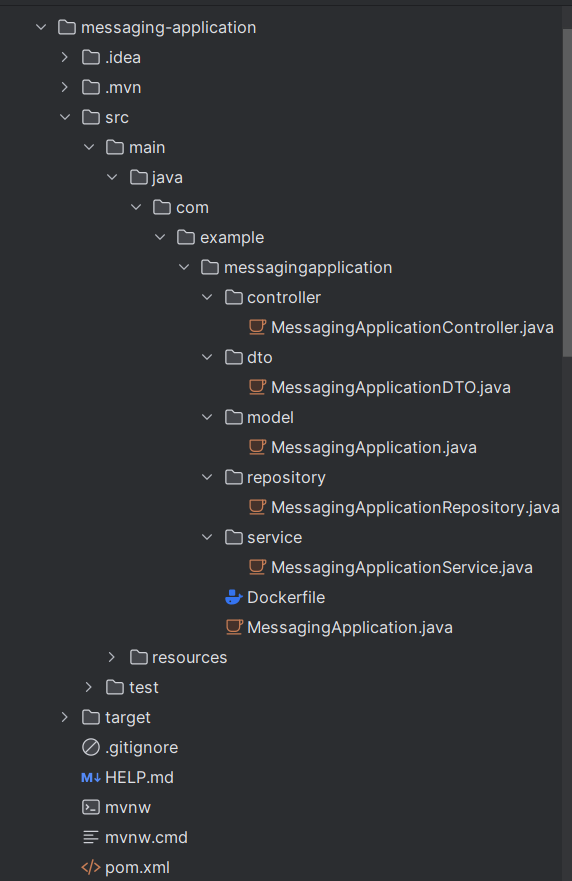 messaging-application
.idea
.mvn
src
main
java
com
example
messagingapplication
controller
MessagingApplicationController.java
dto
MessagingApplicationDTO.java
model
MessagingApplication.java
repository
MessagingApplicationRepository.java
service
MessagingApplicationService.java
Dockerfile
MessagingApplication.java
resources
test
target
.gitignore
M↓ HELP.md
mvnw
mvnw.cmd
</> pom.xml